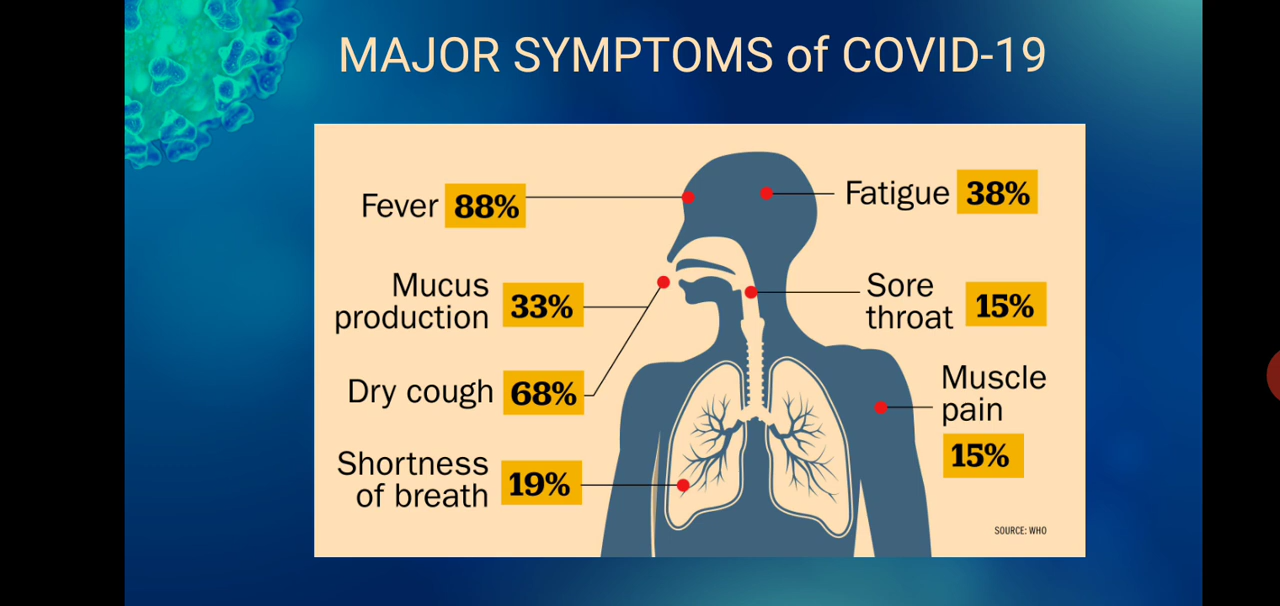 MAJOR SYMPTOMS of COVID-19
Fever 88%
Mucus
production 33%
Dry cough 68%
Shortness
of breath 19%
Fatigue 38%
Sore
throat 15%
Muscle
pain
15%
SOURCE: WHO